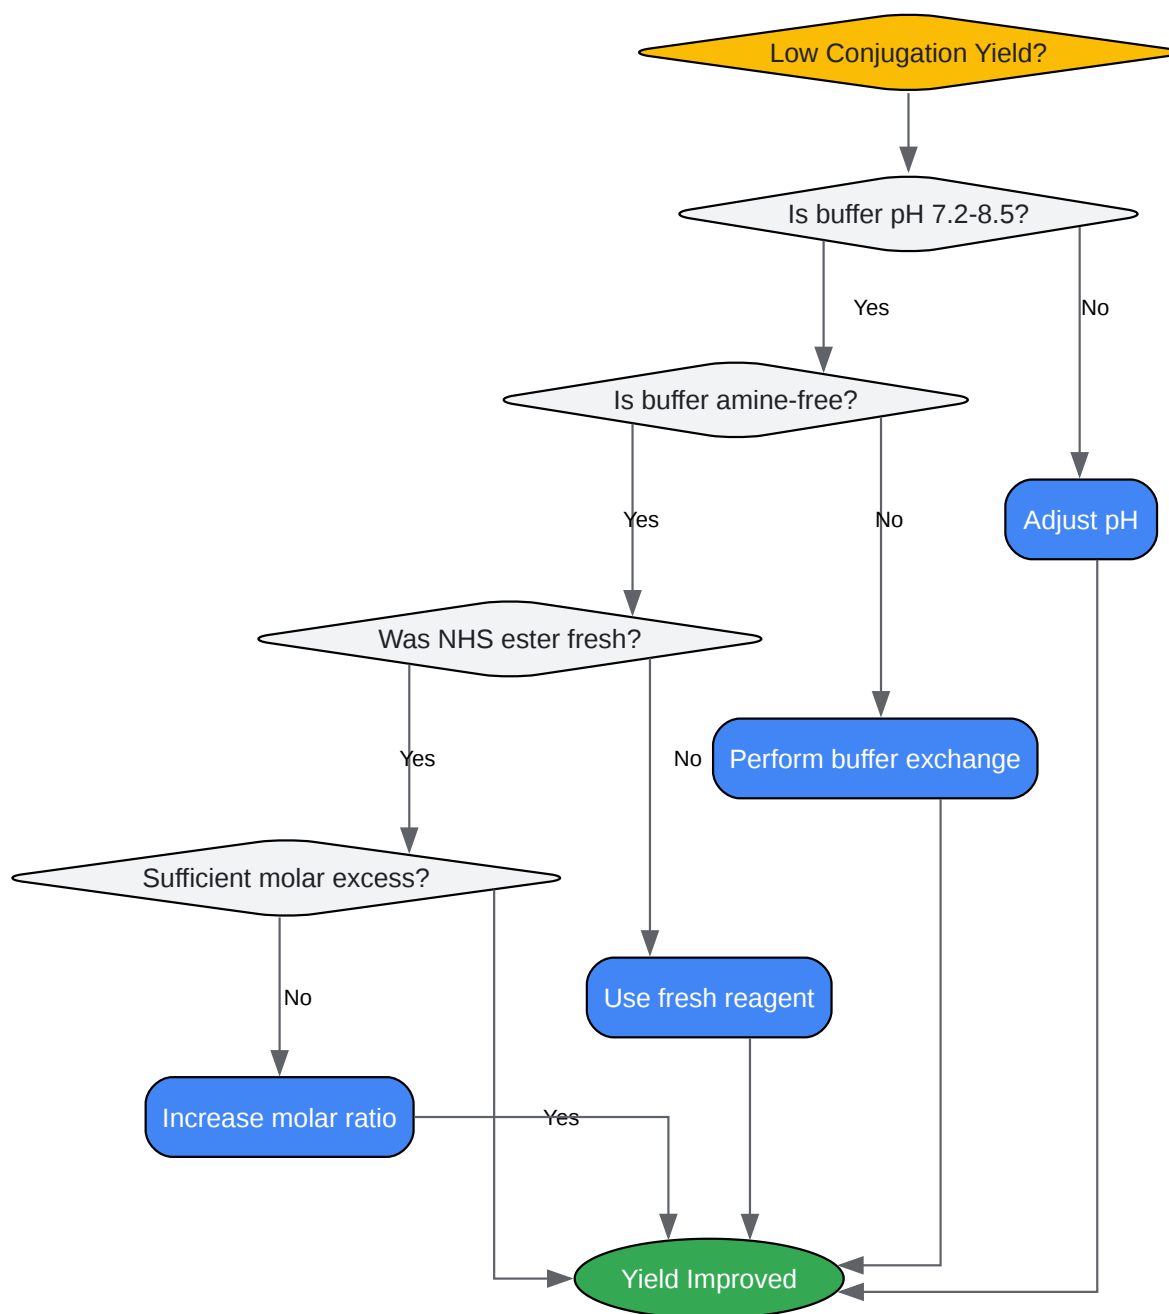 Low Conjugation Yield?
Is buffer pH 7.2-8.5?
Yes
No
Is buffer amine-free?
Yes
No
Adjust pH
Was NHS ester fresh?
Yes
No
Perform buffer exchange
Sufficient molar excess?
No
Use fresh reagent
Increase molar ratio
Yes
Yield Improved